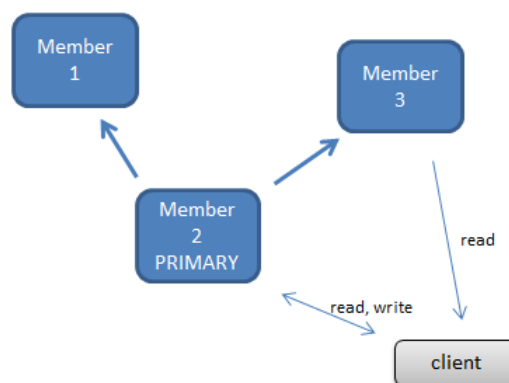 Member
1
Member
3
Member
2
PRIMARY
read
read, write
client